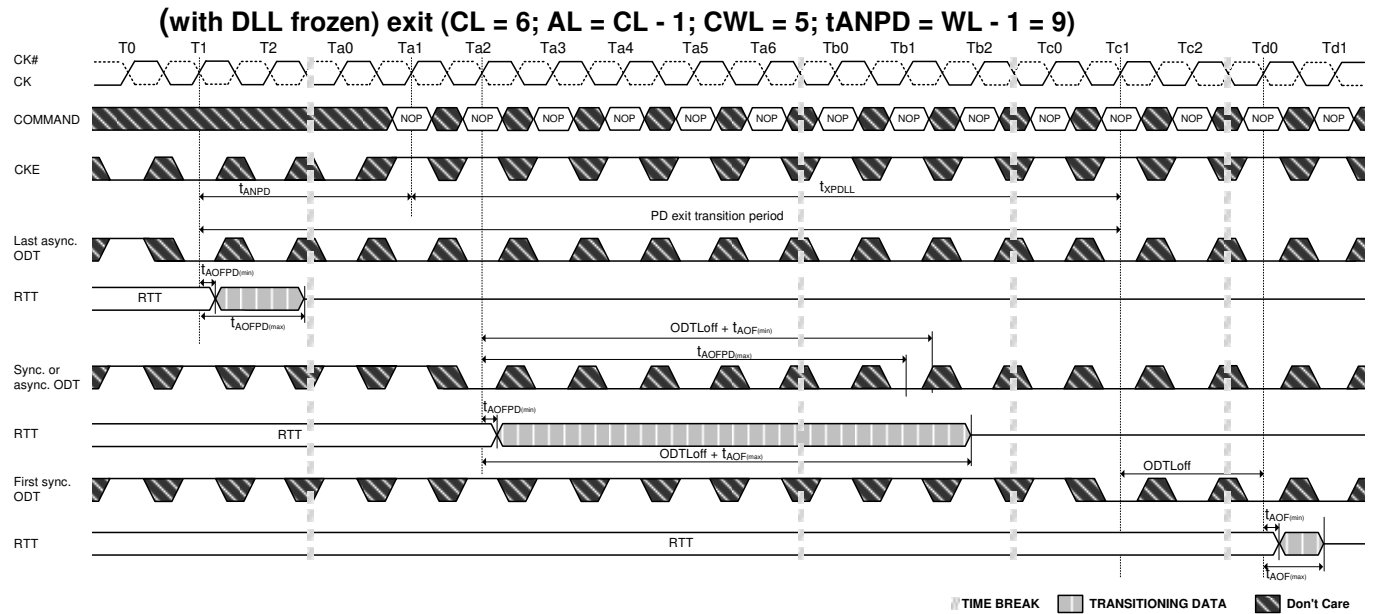 (with DLL frozen) exit (CL = 6; AL = CL - 1; CWL = 5; tANPD = WL - 1 = 9)
T0 T1 T2 Ta0 Ta1 Ta2 Ta3 Ta4 Ta5 Ta6 Tb0 Tb1 Tb2 Tc0 Tc1 Tc2 Td0 Td1
CK#
CK
COMMAND NOP NOP NOP NOP NOP NOP NOP NOP NOP NOP NOP NOP NOP NOP
CKE
tANPD tXPDLL
PD exit transition period
Last async.
ODT
tAOFPD(min)
RTT RTT
tAOFPD(max)
ODTLoff + tAOF(min)
tAOFPD(max)
Sync. or
async. ODT
tAOFPD(min)
RTT RTT
ODTLoff + tAOF(max)
ODTLoff
First sync.
ODT
tAOF(min)
RTT RTT
tAOF(max)
TIME BREAK TRANSITIONING DATA Don't Care